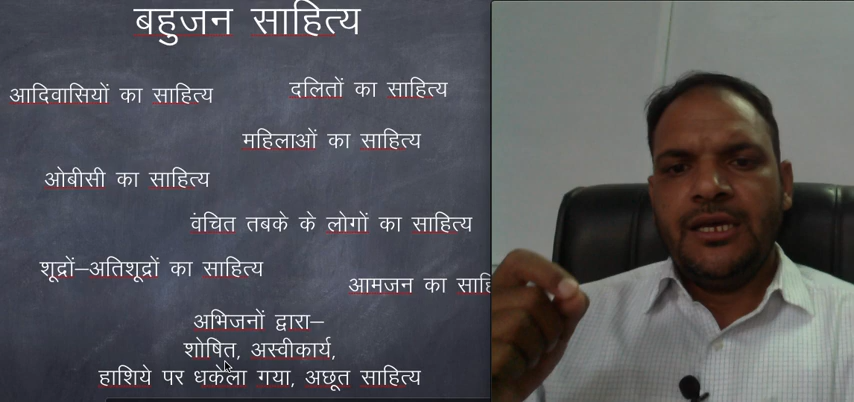 बहुजन साहित्य
आदिवासियों का साहित्य
दलितों का साहित्य
महिलाओं का साहित्य
ओबीसी का साहित्य
वंचित तबके के लोगों का साहित्य
शूद्रों–अतिशूद्रों का साहित्य
आमजन का साहि
अभिजनों द्वारा–
शोषित, अस्वीकार्य,
हाशिये पर धकेला गया, अछूत साहित्य